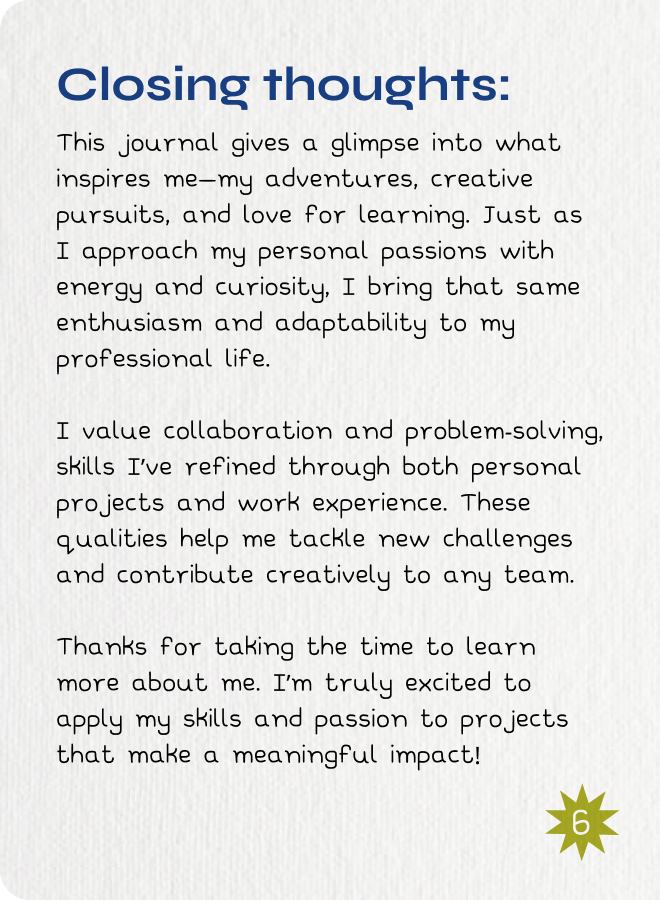 Closing thoughts:
This journal gives a glimpse into what
inspires me—my adventures, creative
pursuits, and love for learning. Just as
I approach my personal passions with
energy and curiosity, I bring that same
enthusiasm and adaptability to my
professional life.
I value collaboration and problem-solving,
skills I've refined through both personal
projects and work experience. These
qualities help me tackle new challenges
and contribute creatively to any team.
Thanks for taking the time to learn
more about me. I'm truly excited to
apply my skills and passion to projects
that make a meaningful impact!
6